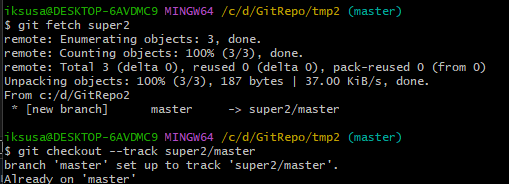 iksusa@DESKTOP-6AVDMC9 MINGW64 /c/d/GitRepo/tmp2 (master)
$ git fetch super2
remote: Enumerating objects: 3, done.
remote: Counting objects: 100% (3/3), done.
remote: Total 3 (delta 0), reused 0 (delta 0), pack-reused 0 (from 0)
Unpacking objects: 100% (3/3), 187 bytes | 37.00 KiB/s, done.
From c:/d/GitRepo2
 * [new branch]      master     -> super2/master
iksusa@DESKTOP-6AVDMC9 MINGW64 /c/d/GitRepo/tmp2 (master)
$ git checkout --track super2/master
branch 'master' set up to track 'super2/master'.
Already on 'master'